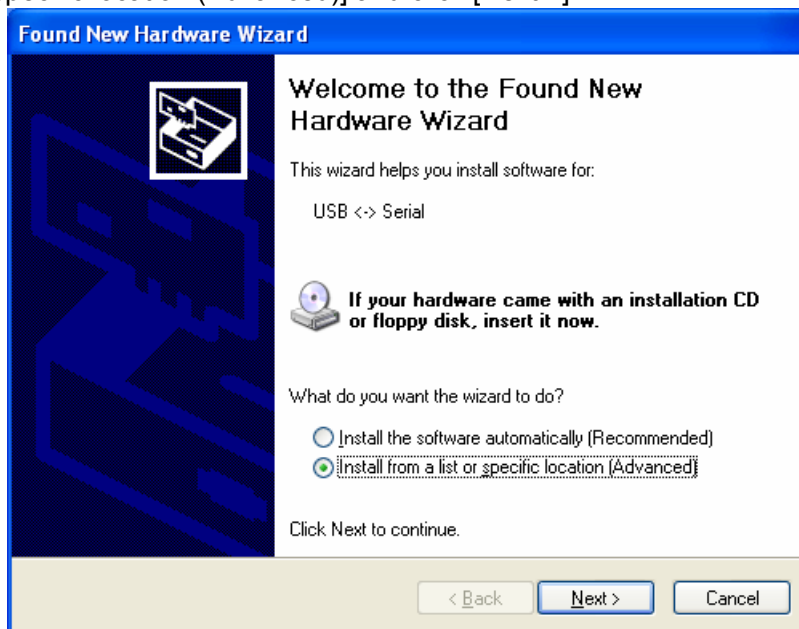 Found New Hardware Wizard
Welcome to the Found New
Hardware Wizard
This wizard helps you install software for:
USB <-> Serial
If your hardware came with an installation CD
or floppy disk, insert it now.
What do you want the wizard to do?
Install the software automatically (Recommended)
Install from a list or specific location (Advanced)
Click Next to continue.
< Back
Next >
Cancel